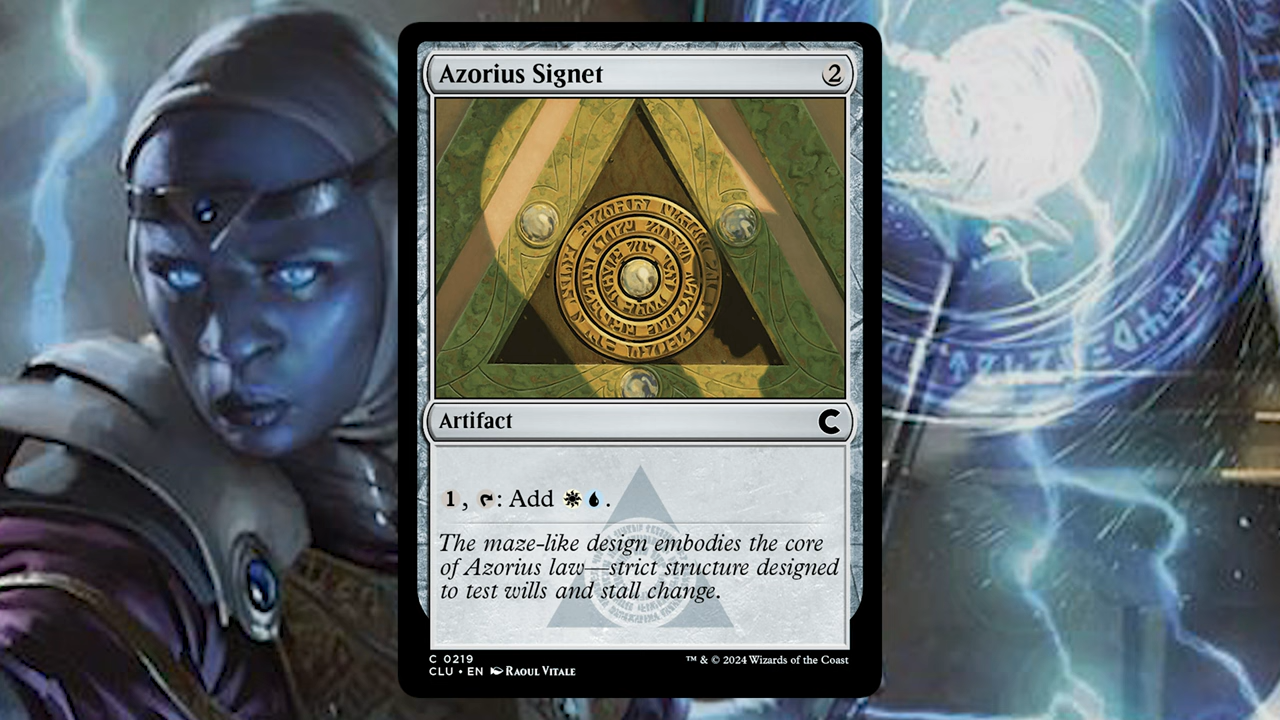 Azorius Signet 2
Artifact
1, : Add .
The maze-like design embodies the core
of Azorius law—strict structure designed
to test wills and stall change.
C 0219
CLU • EN Raoul Vitale
™ & © 2024 Wizards of the Coast